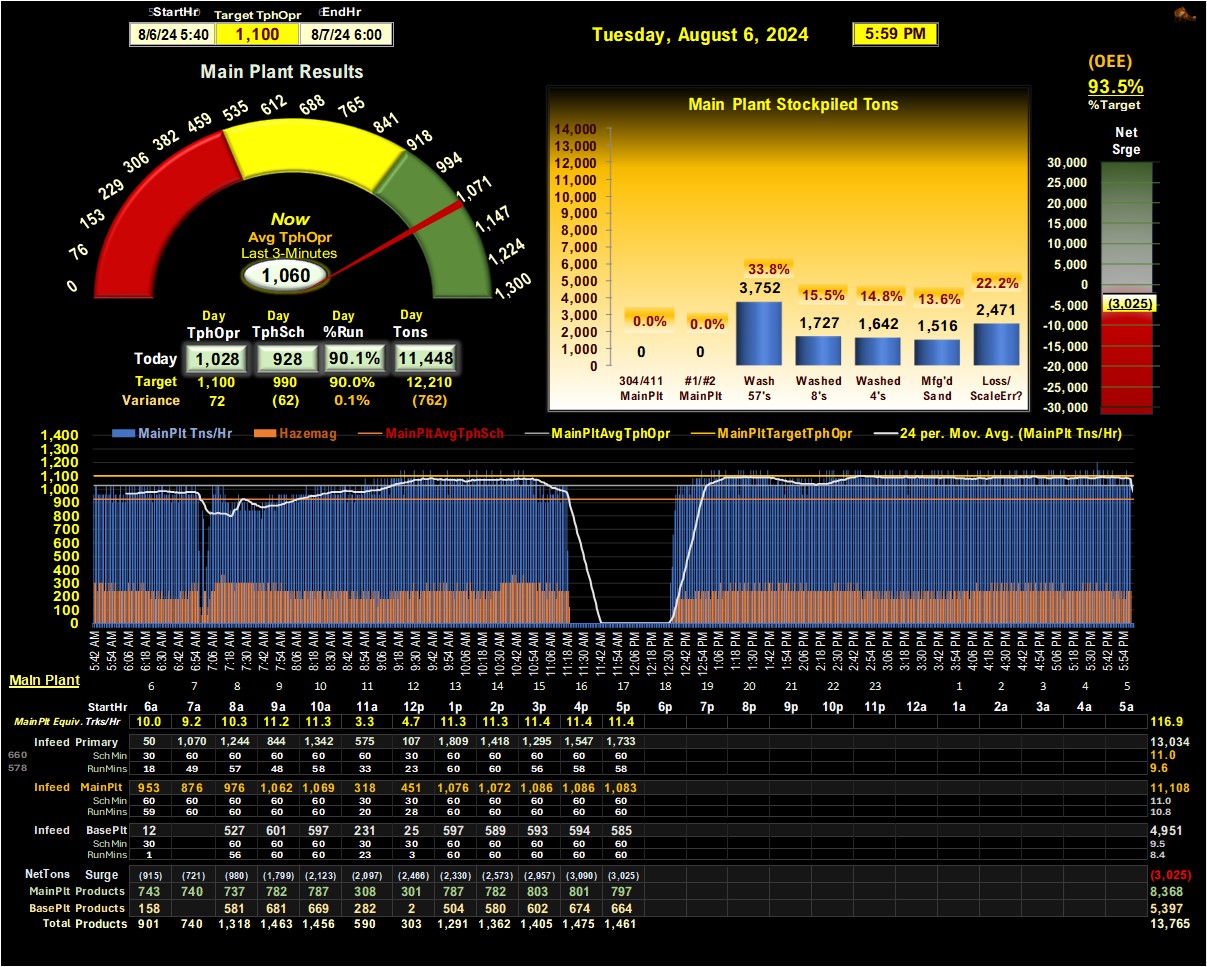 StartHr Target TphOpr EndHr
8/6/24 5:40 1,100 8/7/24 6:00
Tuesday, August 6, 2024 5:59 PM
(OEE)
93.5%
%Target
Main Plant Results
0 76 153 229 306 382 459 535 612 688 765 841 918 994 1,071 1,147 1,224 1,300
Now
Avg TphOpr
Last 3-Minutes
1,060
Day Day Day Day
TphOpr TphSch %Run Tons
Today 1,028 928 90.1% 11,448
Target 1,100 990 90.0% 12,210
Variance 72 (62) 0.1% (762)
Main Plant Stockpiled Tons
14,000
13,000
12,000
11,000
10,000
9,000
8,000
7,000
6,000
5,000
4,000
3,000
2,000
1,000
0
0.0% 0.0% 33.8% 15.5% 14.8% 13.6% 22.2%
0 0 3,752 1,727 1,642 1,516 2,471
304/411 #1/#2 Wash Washed Washed Mfg'd Loss/
MainPlt MainPlt 57's 8's 4's Sand ScaleErr?
Net
Srge
30,000
25,000
20,000
15,000
10,000
5,000
0
-5,000
-10,000
-15,000
-20,000
-25,000
-30,000
(3,025)
MainPlt Tns/Hr Hazemag MainPltAvgTphSch MainPltAvgTphOpr MainPltTargetTphOpr 24 per. Mov. Avg. (MainPlt Tns/Hr)
1,400
1,300
1,200
1,100
1,000
900
800
700
600
500
400
300
200
100
0
5:42 AM 5:54 AM 6:06 AM 6:18 AM 6:30 AM 6:42 AM 6:54 AM 7:06 AM 7:18 AM 7:30 AM 7:42 AM 7:54 AM 8:06 AM 8:18 AM 8:30 AM 8:42 AM 8:54 AM 9:06 AM 9:18 AM 9:30 AM 9:42 AM 9:54 AM 10:06 AM 10:18 AM 10:30 AM 10:42 AM 10:54 AM 11:06 AM 11:18 AM 11:30 AM 11:42 AM 11:54 AM 12:06 PM 12:18 PM 12:30 PM 12:42 PM 12:54 PM 1:06 PM 1:18 PM 1:30 PM 1:42 PM 1:54 PM 2:06 PM 2:18 PM 2:30 PM 2:42 PM 2:54 PM 3:06 PM 3:18 PM 3:30 PM 3:42 PM 3:54 PM 4:06 PM 4:18 PM 4:30 PM 4:42 PM 4:54 PM 5:06 PM 5:18 PM 5:30 PM 5:42 PM 5:54 PM
Main Plant
6 7 8 9 10 11 12 13 14 15 16 17 18 19 20 21 22 23 1 2 3 4 5
StartHr 6a 7a 8a 9a 10a 11a 12p 1p 2p 3p 4p 5p 6p 7p 8p 9p 10p 11p 12a 1a 2a 3a 4a 5a
MainPlt Equiv. Trks/Hr 10.0 9.2 10.3 11.2 11.3 3.3 4.7 11.3 11.3 11.4 11.4 11.4 116.9
Infeed Primary 50 1,070 1,244 844 1,342 575 107 1,809 1,418 1,295 1,547 1,733 13,034
660 Sch Min 30 60 60 60 60 60 30 60 60 60 60 60 11.0
578 RunMins 18 49 57 48 58 33 23 60 60 56 58 58 9.6
Infeed MainPlt 953 876 976 1,062 1,069 318 451 1,076 1,072 1,086 1,086 1,083 11,108
Sch Min 60 60 60 60 60 30 30 60 60 60 60 60 11.0
RunMins 59 60 60 60 60 20 28 60 60 60 60 60 10.8
Infeed BasePlt 12 527 601 597 231 25 597 589 593 594 585 4,951
Sch Min 30 60 60 60 30 30 60 60 60 60 60 9.5
RunMins 1 56 60 60 23 3 60 60 60 60 60 8.4
NetTons Surge (915) (721) (980) (1,799) (2,123) (2,097) (2,466) (2,330) (2,573) (2,957) (3,090) (3,025) (3,025)
MainPlt Products 743 740 737 782 787 308 301 787 782 803 801 797 8,368
BasePlt Products 158 581 681 669 282 2 504 580 602 674 664 5,397
Total Products 901 740 1,318 1,463 1,456 590 303 1,291 1,362 1,405 1,475 1,461 13,765